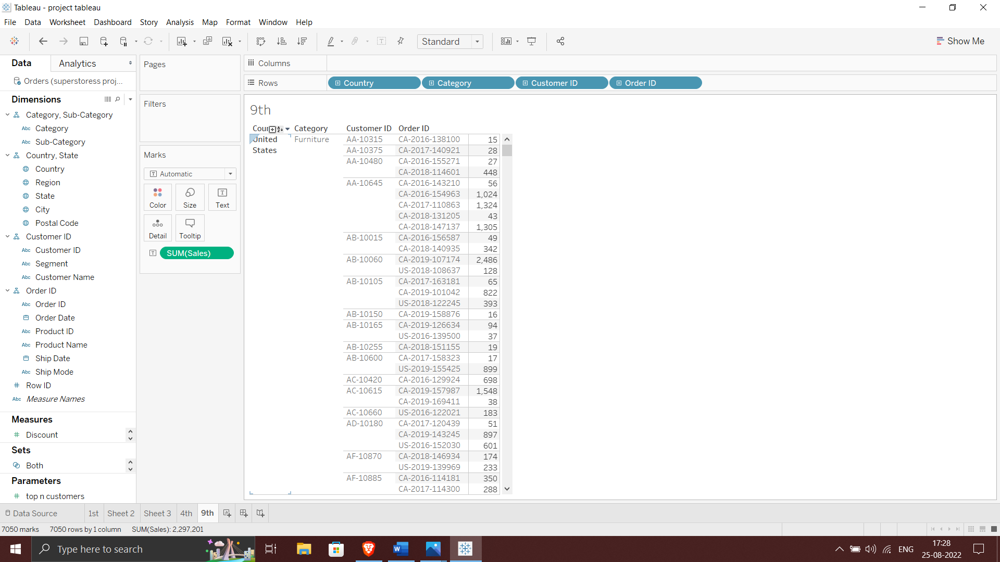 Tableau - project tableau
File Data Worksheet Dashboard Story Analysis Map Format Window Help
Standard
Show Me
Data Analytics
Orders (superstoress proj...
Dimensions
Category, Sub-Category
Abc Category
Abc Sub-Category
Country, State
Country
Region
State
City
Postal Code
Customer ID
Abc Customer ID
Abc Segment
Abc Customer Name
Order ID
Abc Order ID
Order Date
Abc Product ID
Abc Product Name
Ship Date
Abc Ship Mode
# Row ID
Abc Measure Names
Measures
# Discount
Sets
Both
Parameters
# top n customers
Pages
Filters
Marks
T Automatic
Color Size T Text
Detail Tooltip
T SUM(Sales)
Columns
Rows Country Category Customer ID Order ID
9th
Coun Category Customer ID Order ID
United Furniture AA-10315 CA-2016-138100 15
States AA-10375 CA-2017-140921 28
AA-10480 CA-2016-155271 27
CA-2018-114601 448
AA-10645 CA-2016-143210 56
CA-2016-154963 1,024
CA-2017-110863 1,324
CA-2018-131205 43
CA-2018-147137 1,305
AB-10015 CA-2016-156587 49
CA-2018-140935 342
AB-10060 CA-2019-107174 2,486
US-2018-108637 128
AB-10105 CA-2017-163181 65
CA-2019-101042 822
US-2018-122245 393
AB-10150 CA-2019-158876 16
AB-10165 CA-2019-126634 94
US-2016-139500 37
AB-10255 CA-2018-151155 19
AB-10600 CA-2017-158323 17
US-2019-155425 899
AC-10420 CA-2016-129924 698
AC-10615 CA-2019-157987 1,548
CA-2019-169411 38
AC-10660 US-2016-122021 183
AD-10180 CA-2017-120439 51
CA-2019-143245 897
US-2016-152030 601
AF-10870 CA-2018-146934 174
US-2019-139969 233
AF-10885 CA-2016-114181 350
CA-2017-114300 288
Data Source 1st Sheet 2 Sheet 3 4th 9th
7050 marks 7050 rows by 1 column SUM(Sales): 2,297,201
Type here to search
W
ENG
17:28
25-08-2022